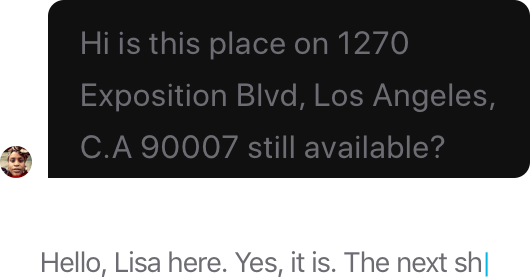 Hi is this place on 1270
Exposition Blvd, Los Angeles,
C.A 90007 still available?
Hello, Lisa here. Yes, it is. The next sh